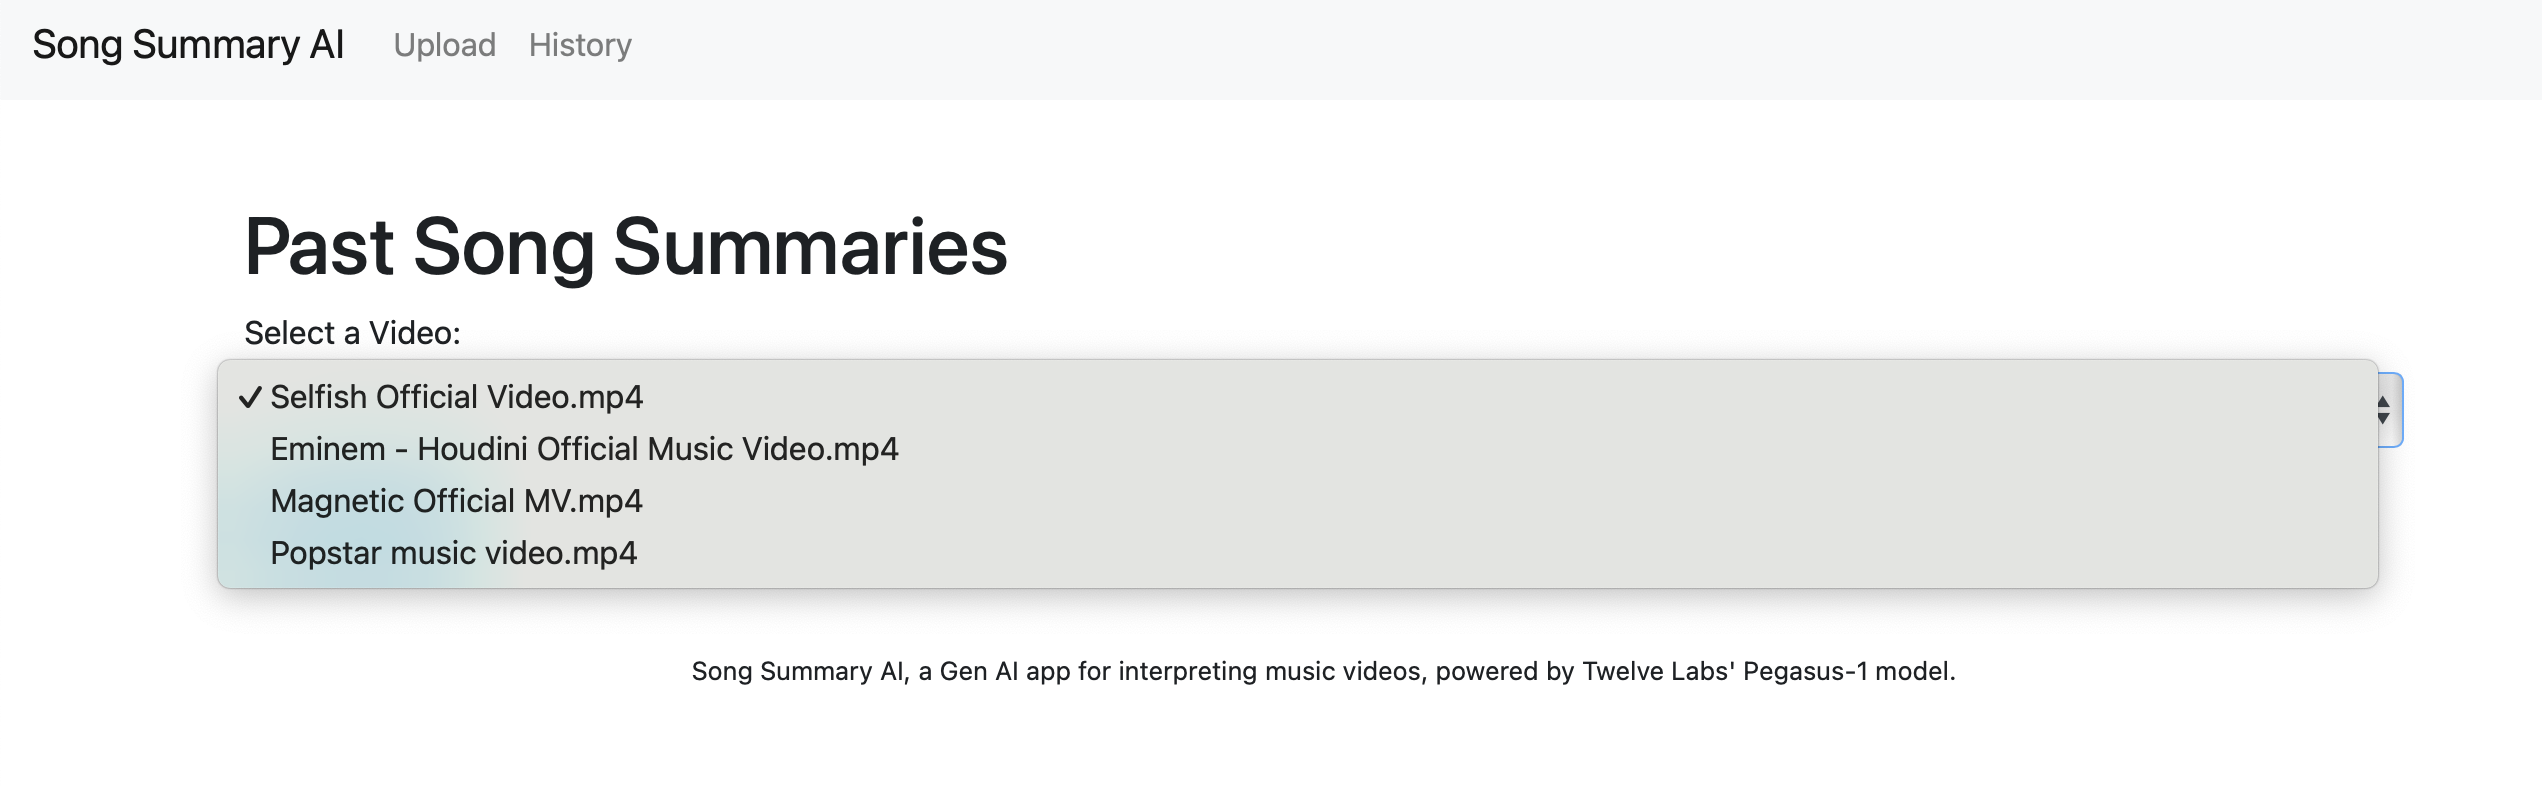 Song Summary AI Upload History
Past Song Summaries
Select a Video:
✓ Selfish Official Video.mp4
Eminem - Houdini Official Music Video.mp4
Magnetic Official MV.mp4
Popstar music video.mp4
Song Summary AI, a Gen AI app for interpreting music videos, powered by Twelve Labs' Pegasus-1 model.